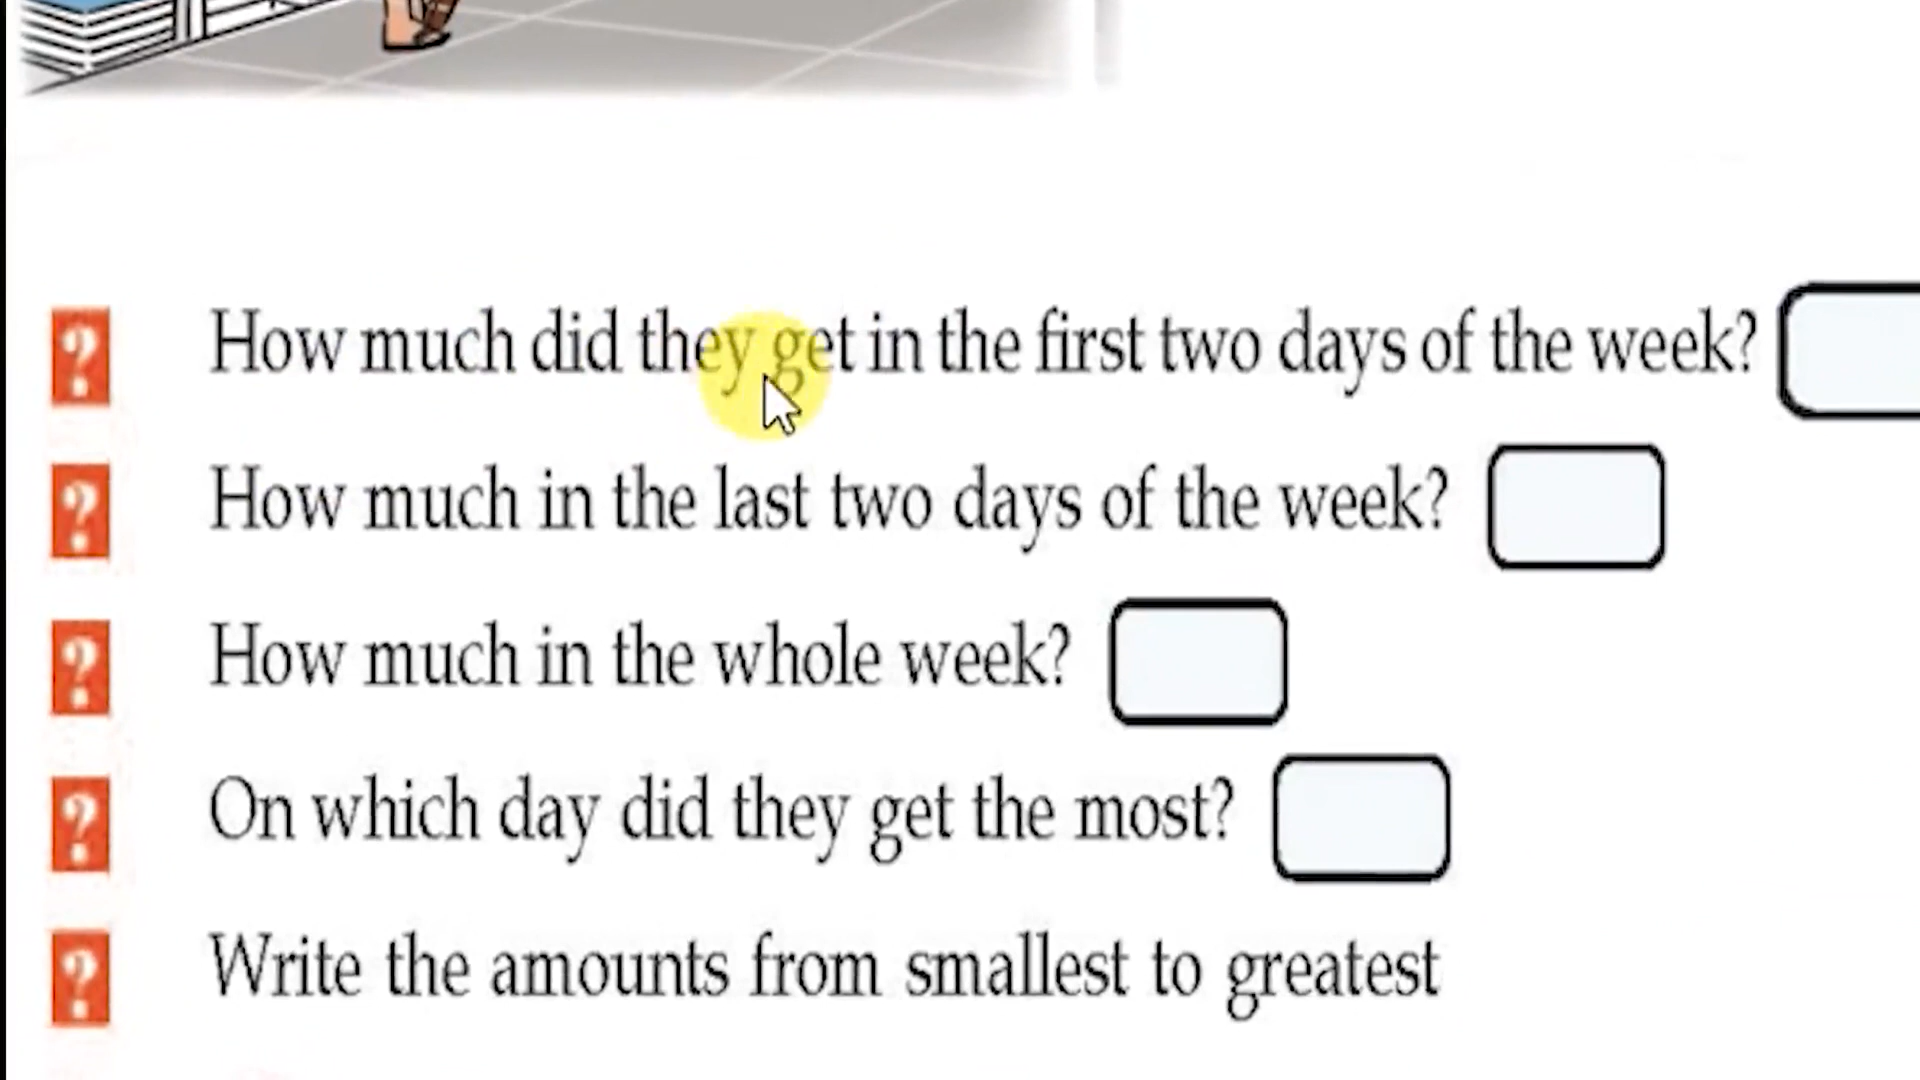 ? How much did they get in the first two days of the week?
? How much in the last two days of the week?
? How much in the whole week?
? On which day did they get the most?
? Write the amounts from smallest to greatest